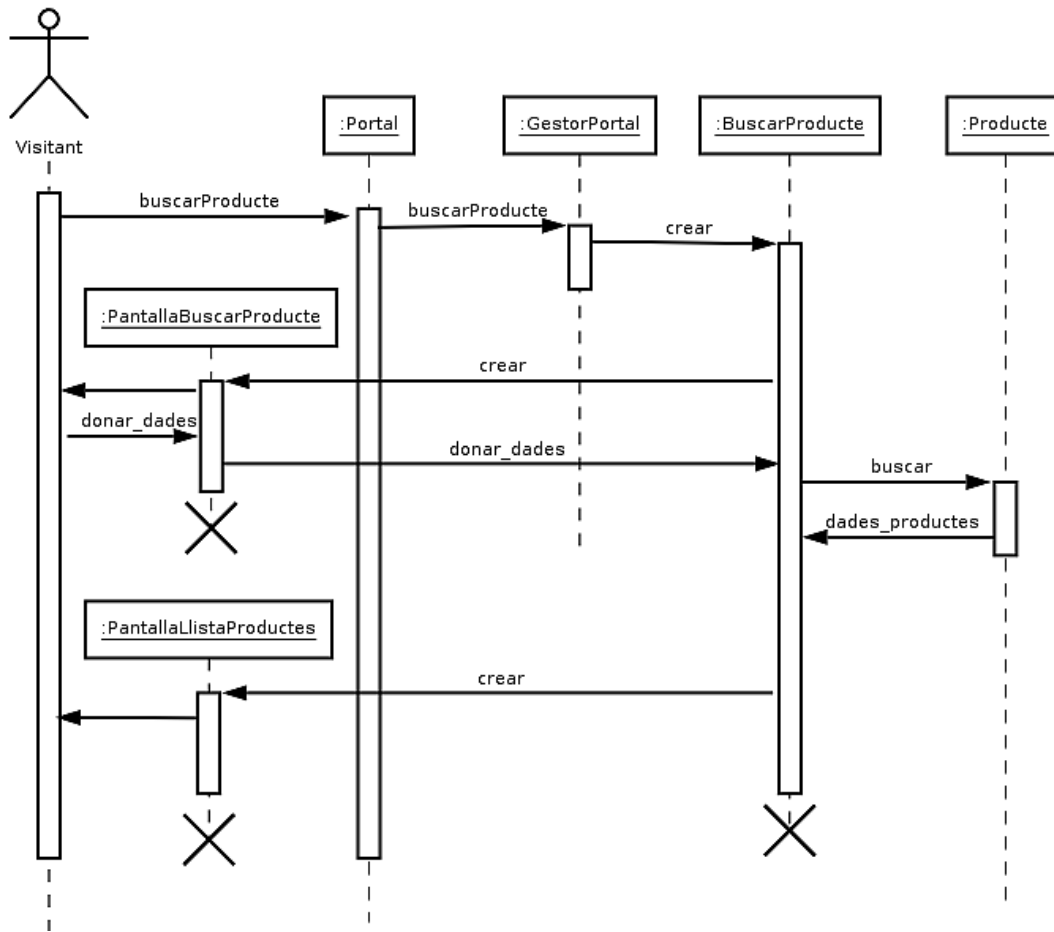 Visitant
:Portal
:GestorPortal
:BuscarProducte
:Producte
buscarProducte
buscarProducte
crear
:PantallaBuscarProducte
crear
donar_dades
donar_dades
buscar
dades_productes
:PantallaLlistaProductes
crear